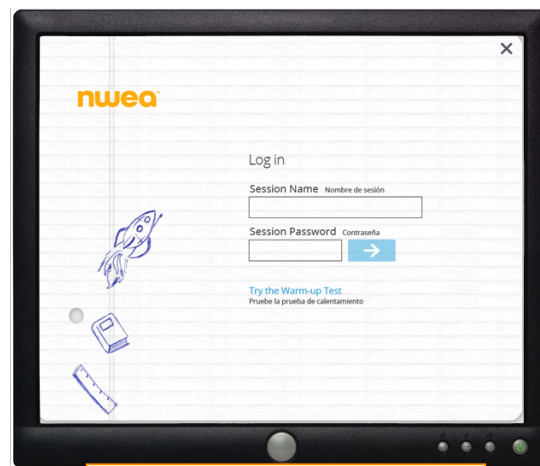 nwea
Log in
Session Name Nombre de sesión
Session Password Contraseña
Try the Warm-up Test
Pruebe la prueba de calentamiento